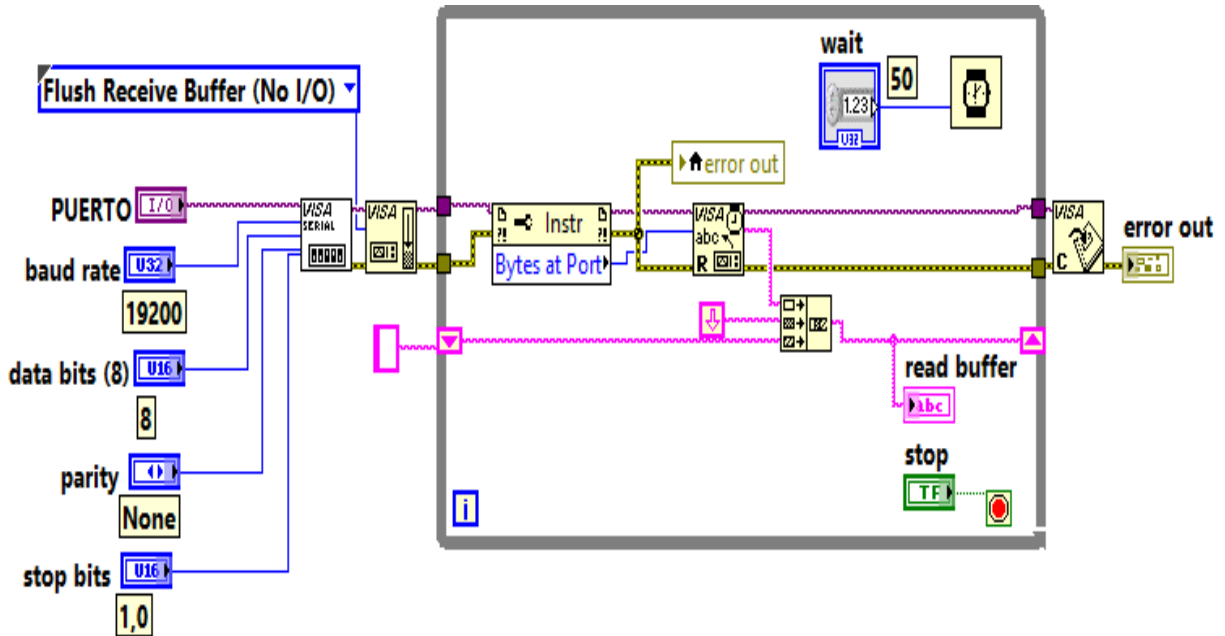 wait
50
1.23
U32
Flush Receive Buffer (No I/O)
error out
PUERTO
I/O
VISA
SERIAL
VISA
Instr
Bytes at Port
VISA
abc
R
VISA
C
error out
baud rate
U32
19200
data bits (8)
U16
8
read buffer
abc
parity
None
stop
TF
i
stop bits
U16
1,0